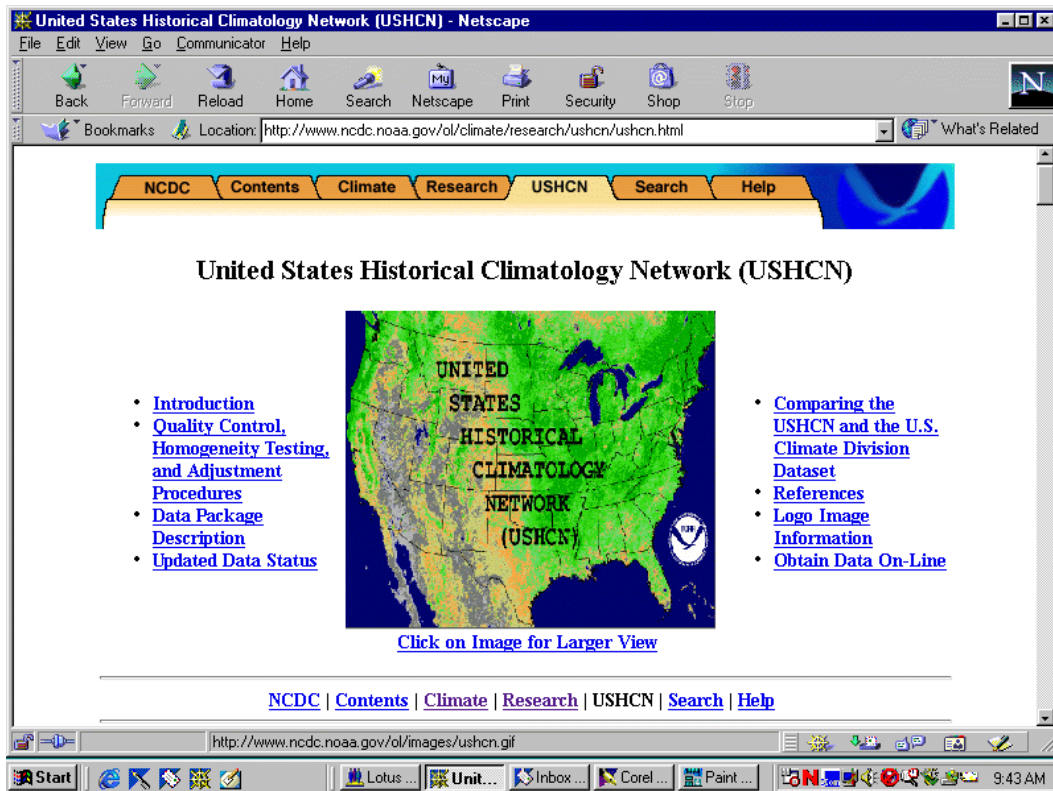 United States Historical Climatology Network (USHCN) - Netscape
File Edit View Go Communicator Help
Back Forward Reload Home Search Netscape Print Security Shop Stop
My
N
Bookmarks Location: http://www.ncdc.noaa.gov/ol/climate/research/ushcn/ushcn.html What's Related
NCDC Contents Climate Research USHCN Search Help
United States Historical Climatology Network (USHCN)
• Introduction
• Quality Control,
Homogeneity Testing,
and Adjustment
Procedures
• Data Package
Description
• Updated Data Status
UNITED
STATES
HISTORICAL
CLIMATOLOGY
NETWORK
(USHCN)
• Comparing the
USHCN and the U.S.
Climate Division
Dataset
• References
• Logo Image
Information
• Obtain Data On-Line
Click on Image for Larger View
NCDC | Contents | Climate | Research | USHCN | Search | Help
http://www.ncdc.noaa.gov/ol/images/ushcn.gif
Start Lotus ... Unit... Inbox ... Corel ... Paint ... N 9:43 AM